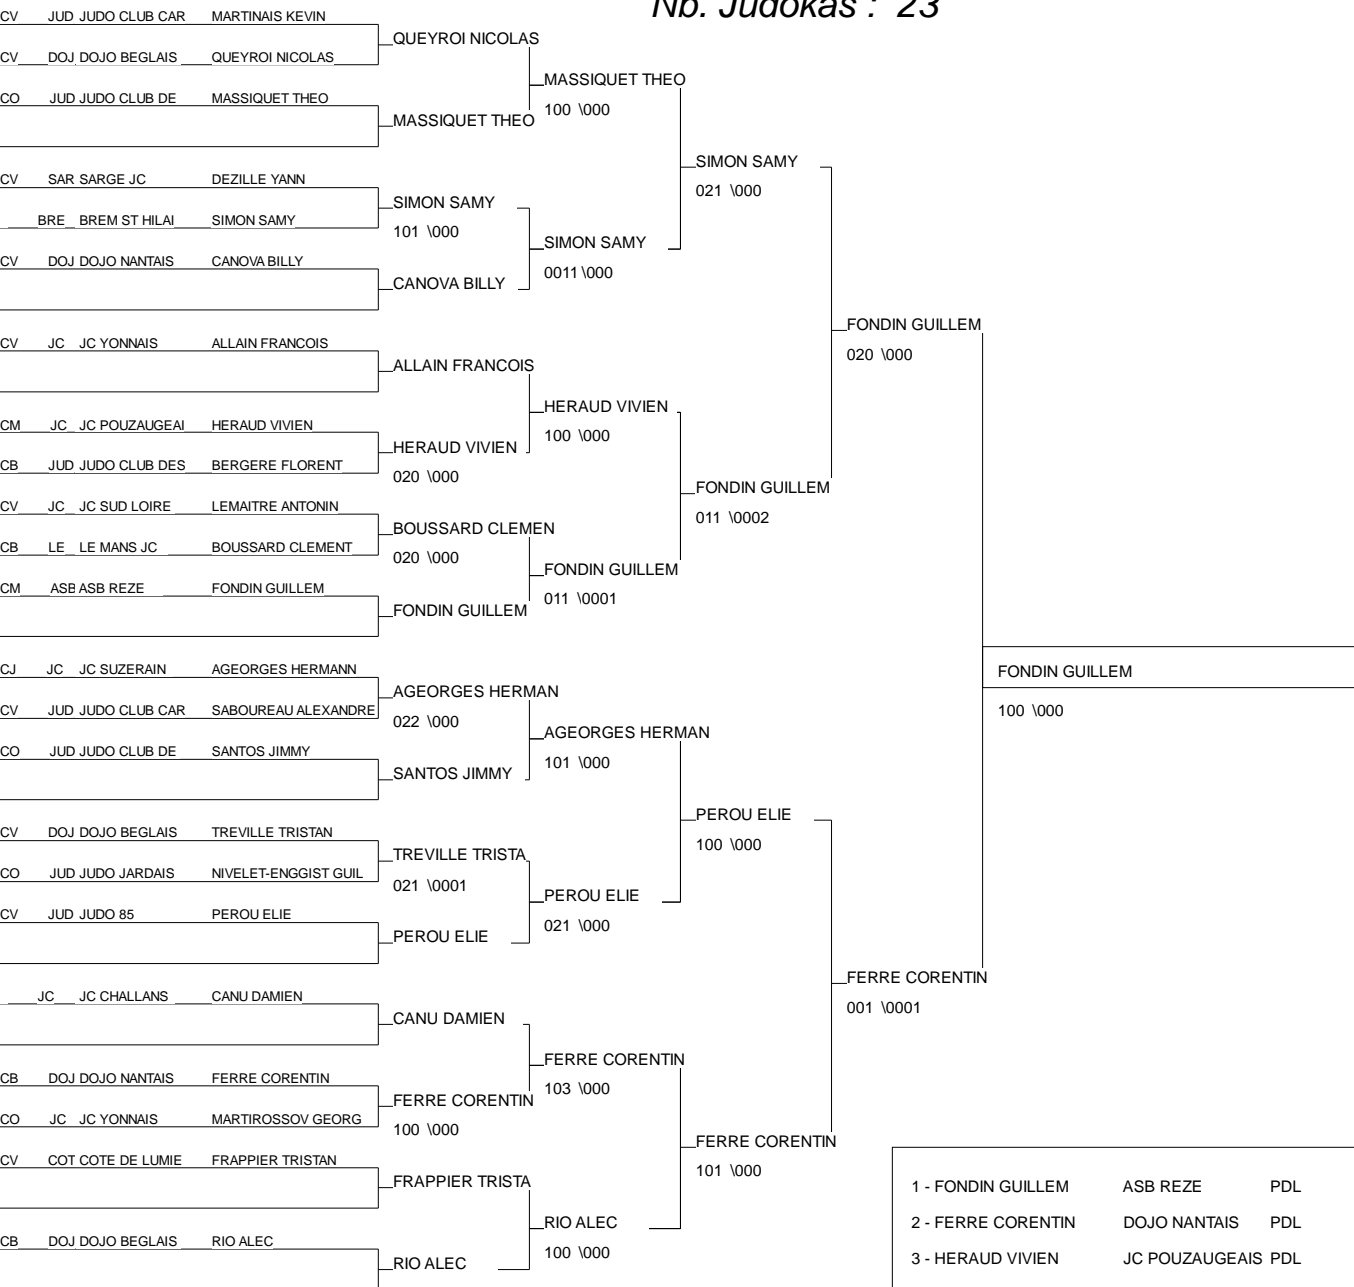 Nb. Judokas : 23
CV JUD JUDO CLUB CAR MARTINAIS KEVIN
QUEYROI NICOLAS
CV DOJ DOJO BEGLAIS QUEYROI NICOLAS
MASSIQUET THEO
100 \000
CO JUD JUDO CLUB DE MASSIQUET THEO
MASSIQUET THEO
SIMON SAMY
021 \000
CV SAR SARGE JC DEZILLE YANN
SIMON SAMY
101 \000
BRE BREM ST HILAI SIMON SAMY
SIMON SAMY
0011 \000
CV DOJ DOJO NANTAIS CANOVA BILLY
CANOVA BILLY
FONDIN GUILLEM
020 \000
CV JC JC YONNAIS ALLAIN FRANCOIS
ALLAIN FRANCOIS
HERAUD VIVIEN
100 \000
CM JC JC POUZAUGEAI HERAUD VIVIEN
HERAUD VIVIEN
020 \000
CB JUD JUDO CLUB DES BERGERE FLORENT
FONDIN GUILLEM
011 \0002
CV JC JC SUD LOIRE LEMAITRE ANTONIN
BOUSSARD CLEMEN
020 \000
CB LE LE MANS JC BOUSSARD CLEMENT
FONDIN GUILLEM
011 \0001
CM ASB ASB REZE FONDIN GUILLEM
FONDIN GUILLEM
FONDIN GUILLEM
100 \000
CJ JC JC SUZERAIN AGEORGES HERMANN
AGEORGES HERMAN
022 \000
CV JUD JUDO CLUB CAR SABOUREAU ALEXANDRE
AGEORGES HERMAN
101 \000
CO JUD JUDO CLUB DE SANTOS JIMMY
SANTOS JIMMY
PEROU ELIE
100 \000
CV DOJ DOJO BEGLAIS TREVILLE TRISTAN
TREVILLE TRISTA
021 \0001
CO JUD JUDO JARDAIS NIVELET-ENGGIST GUIL
PEROU ELIE
021 \000
CV JUD JUDO 85 PEROU ELIE
PEROU ELIE
FERRE CORENTIN
001 \0001
JC JC CHALLANS CANU DAMIEN
CANU DAMIEN
FERRE CORENTIN
103 \000
CB DOJ DOJO NANTAIS FERRE CORENTIN
FERRE CORENTIN
100 \000
CO JC JC YONNAIS MARTIROSSOV GEORG
FERRE CORENTIN
101 \000
CV COT COTE DE LUMIE FRAPPIER TRISTAN
FRAPPIER TRISTA
RIO ALEC
100 \000
CB DOJ DOJO BEGLAIS RIO ALEC
RIO ALEC
1 - FONDIN GUILLEM ASB REZE PDL
2 - FERRE CORENTIN DOJO NANTAIS PDL
3 - HERAUD VIVIEN JC POUZAUGEAIS PDL